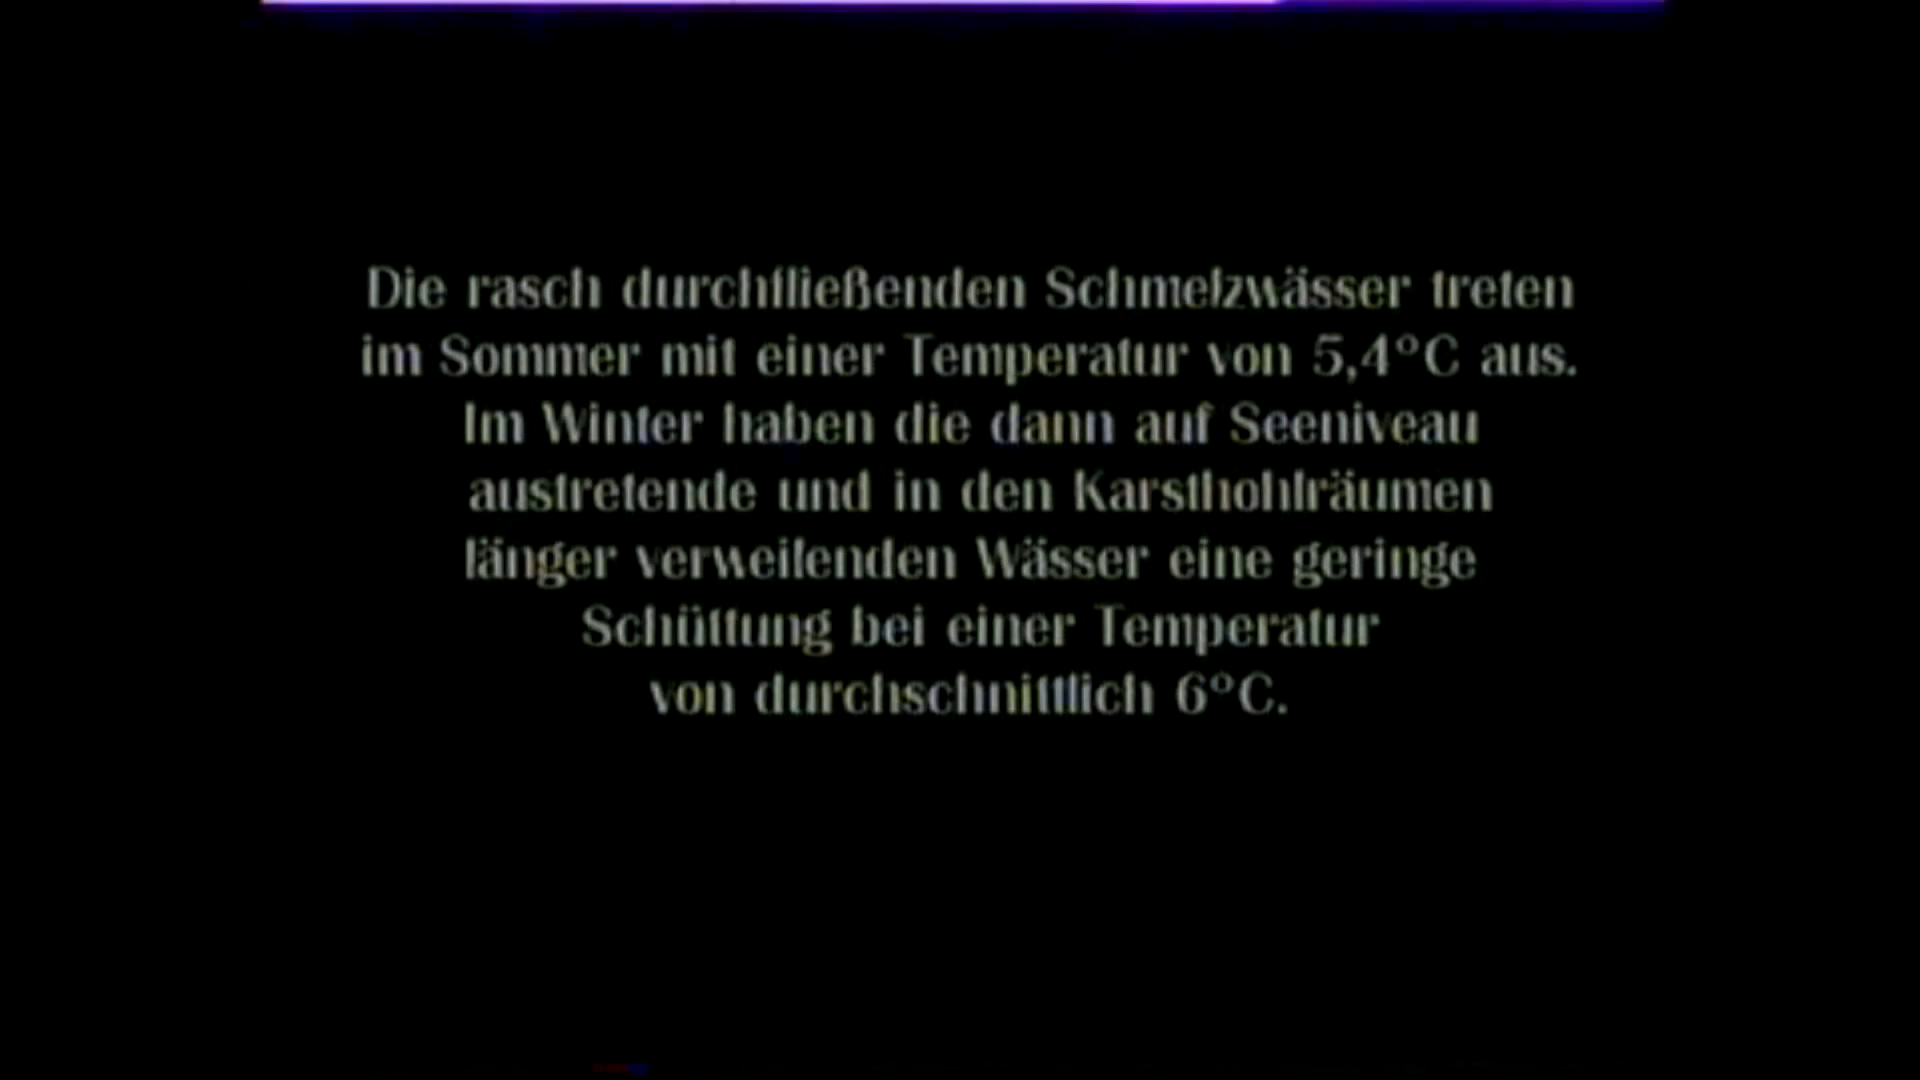 Die rasch durchfließenden Schmelzwässer treten
im Sommer mit einer Temperatur von 5,4°C aus.
Im Winter haben die dann auf Seeniveau
austretende und in den Karsthohlräumen
länger verweilenden Wässer eine geringe
Schüttung bei einer Temperatur
von durchschnittlich 6°C.